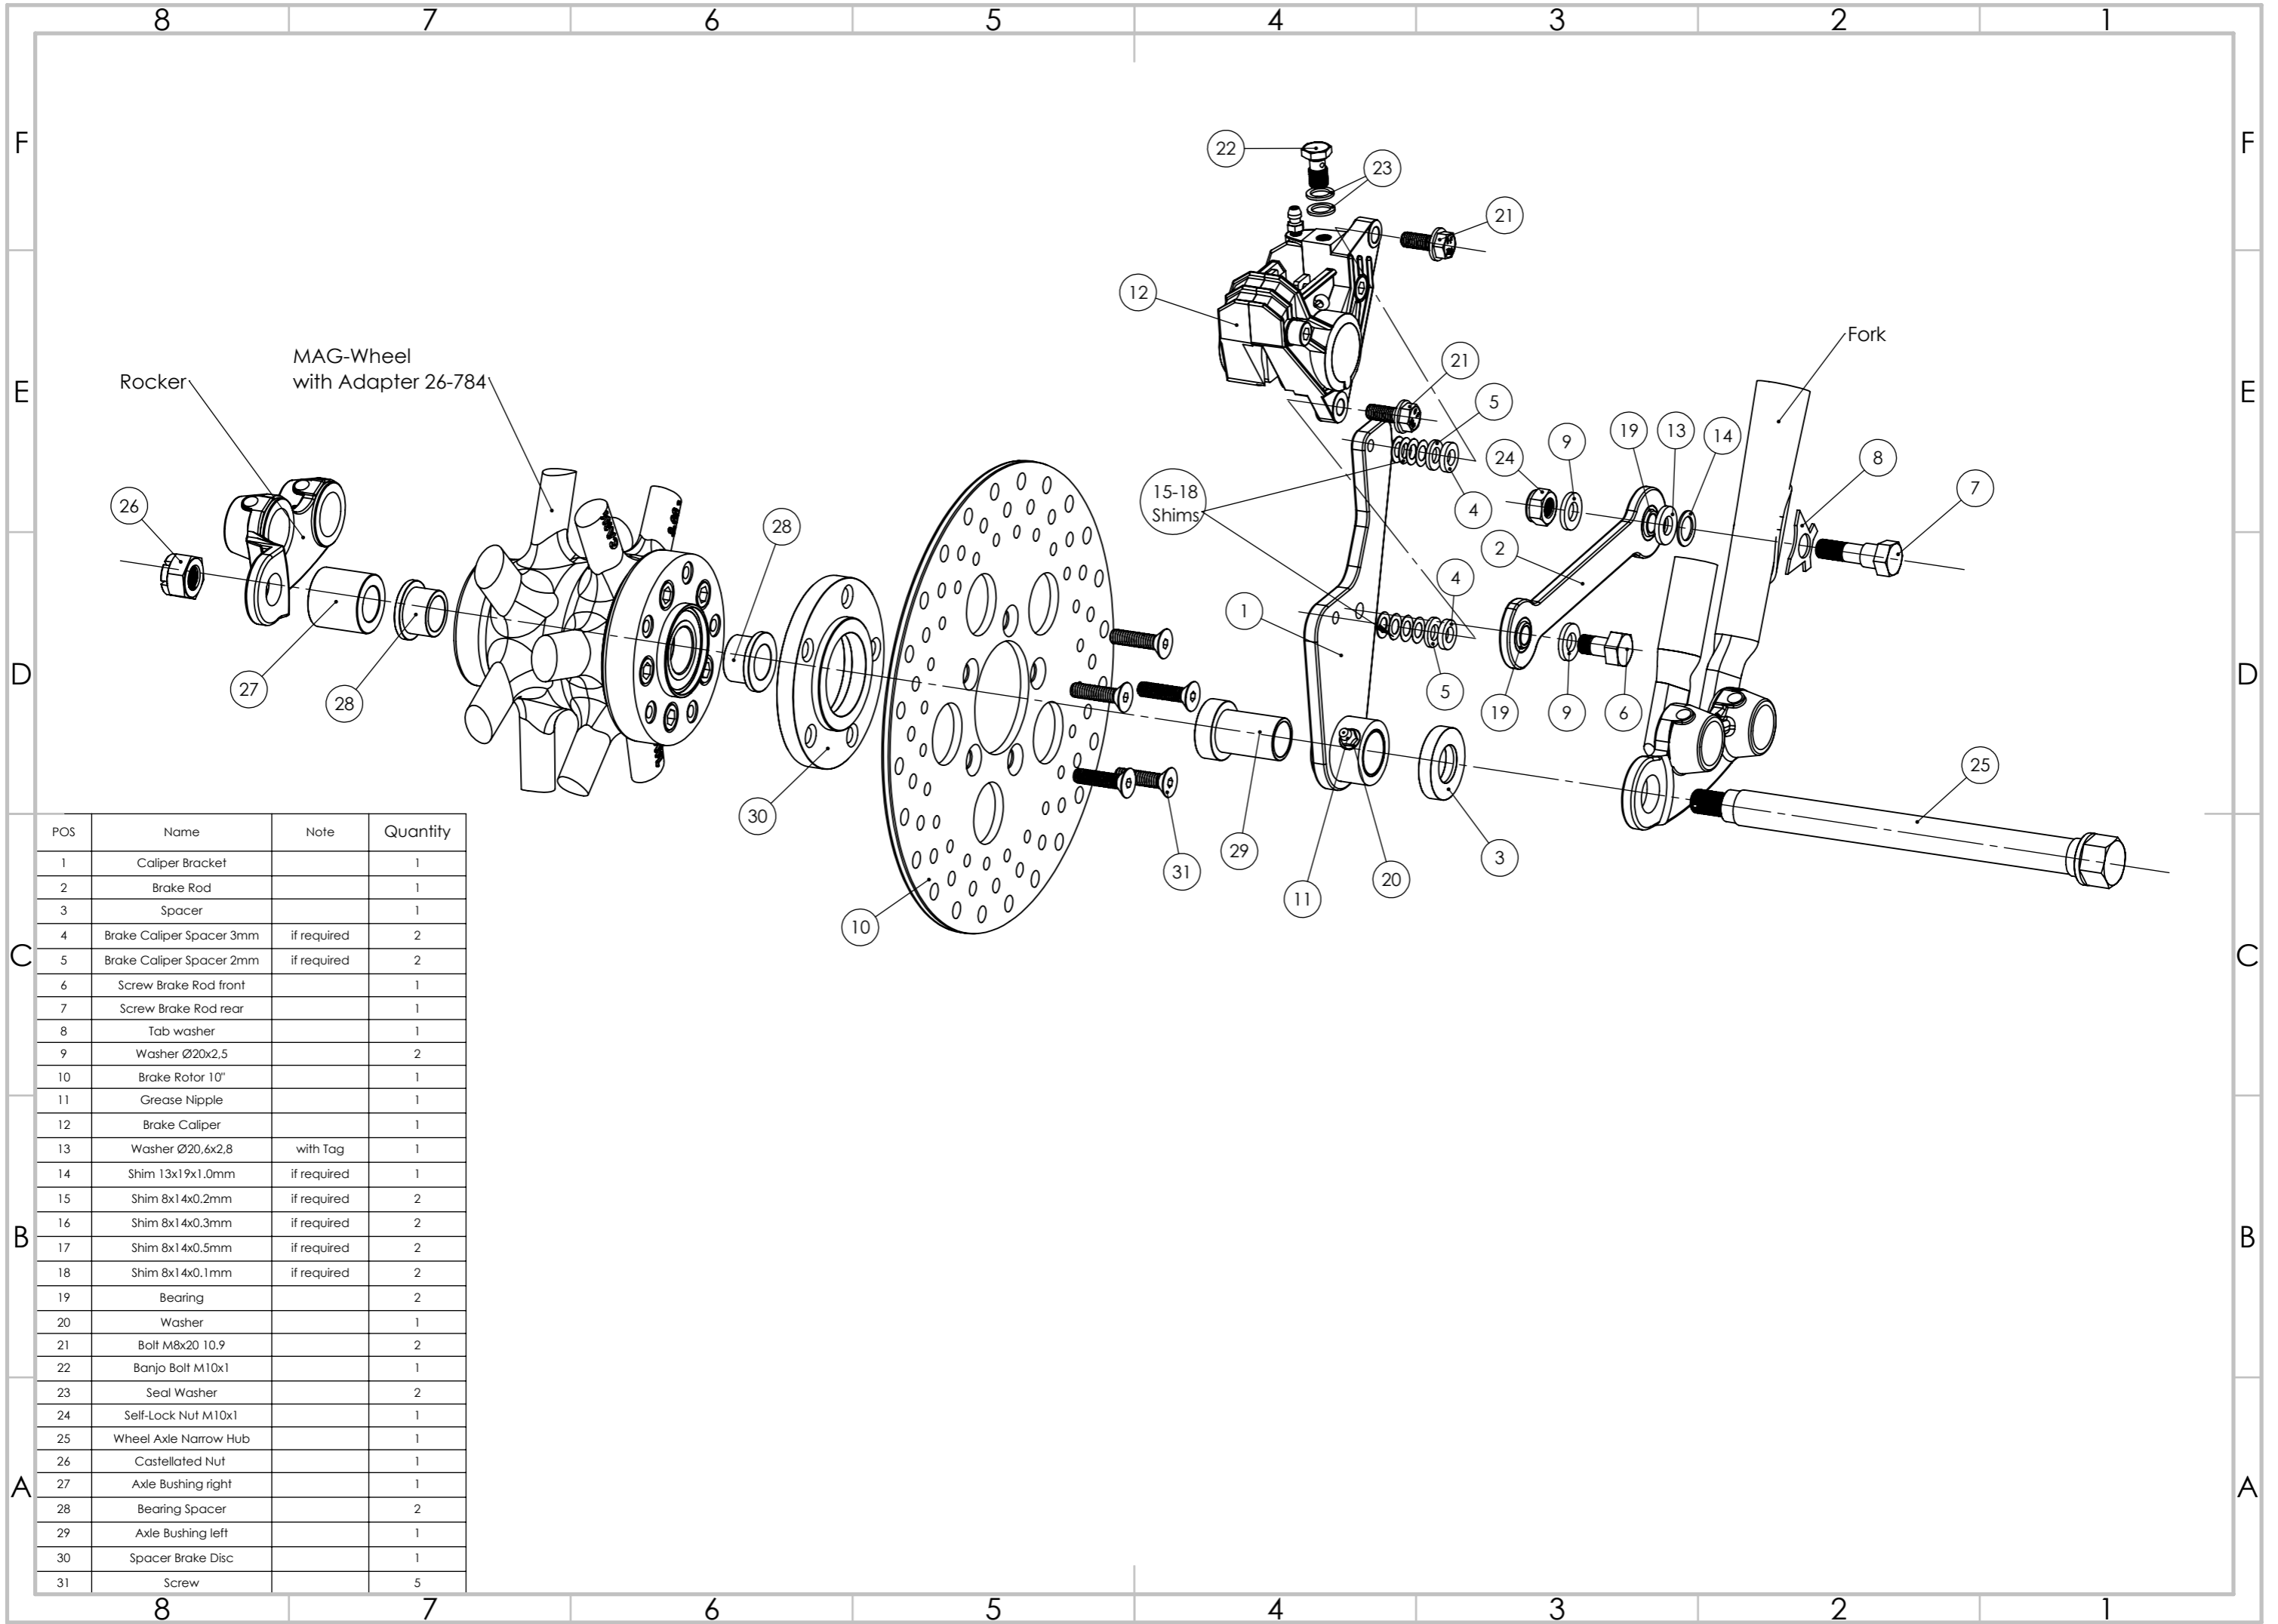 8 7 6 5 4 3 2 1
F F
22
23
21
12
Fork
MAG-Wheel
with Adapter 26-784
Rocker
E E
21
5
9
19
13
14
8
24
7
15-18
Shims
4
26
28
2
4
1
D D
27
28
5
19
9
6
25
30
29
3
31
11
20
10
POS Name Note Quantity
1 Caliper Bracket 1
2 Brake Rod 1
3 Spacer 1
4 Brake Caliper Spacer 3mm if required 2
C C
5 Brake Caliper Spacer 2mm if required 2
6 Screw Brake Rod front 1
7 Screw Brake Rod rear 1
8 Tab washer 1
9 Washer Ø20x2,5 2
10 Brake Rotor 10" 1
11 Grease Nipple 1
12 Brake Caliper 1
13 Washer Ø20,6x2,8 with Tag 1
14 Shim 13x19x1.0mm if required 1
15 Shim 8x14x0.2mm if required 2
16 Shim 8x14x0.3mm if required 2
B B
17 Shim 8x14x0.5mm if required 2
18 Shim 8x14x0.1mm if required 2
19 Bearing 2
20 Washer 1
21 Bolt M8x20 10.9 2
22 Banjo Bolt M10x1 1
23 Seal Washer 2
24 Self-Lock Nut M10x1 1
25 Wheel Axle Narrow Hub 1
26 Castellated Nut 1
A A
27 Axle Bushing right 1
28 Bearing Spacer 2
29 Axle Bushing left 1
30 Spacer Brake Disc 1
31 Screw 5
8 7 6 5 4 3 2 1